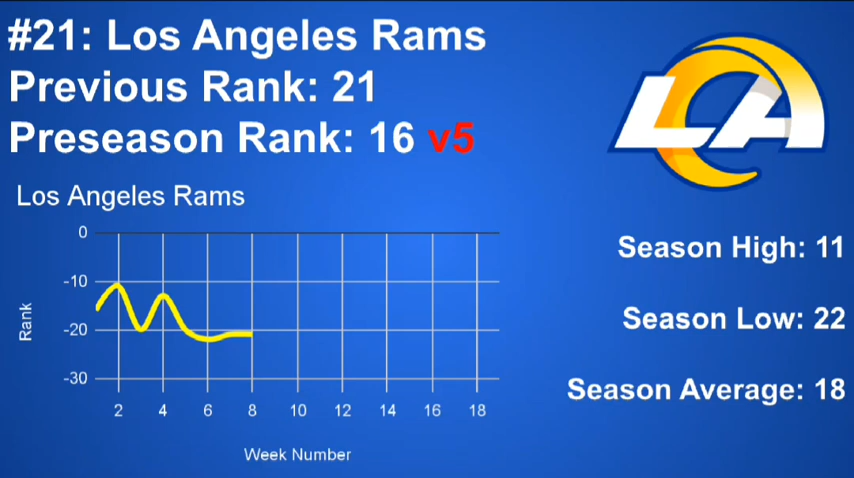 #21: Los Angeles Rams
Previous Rank: 21
Preseason Rank: 16 v5
LA
Los Angeles Rams
0
-10
-20
-30
Rank
2 4 6 8 10 12 14 16 18
Week Number
Season High: 11
Season Low: 22
Season Average: 18